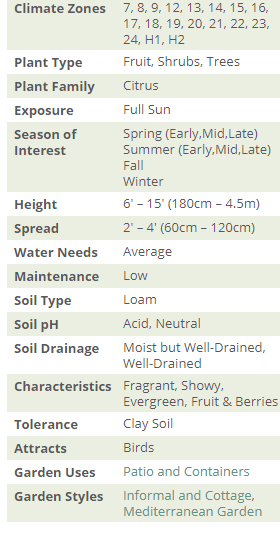 Climate Zones 7, 8, 9, 12, 13, 14, 15, 16,
17, 18, 19, 20, 21, 22, 23,
24, H1, H2
Plant Type Fruit, Shrubs, Trees
Plant Family Citrus
Exposure Full Sun
Season of Interest Spring (Early,Mid,Late)
Summer (Early,Mid,Late)
Fall
Winter
Height 6' – 15' (180cm – 4.5m)
Spread 2' – 4' (60cm – 120cm)
Water Needs Average
Maintenance Low
Soil Type Loam
Soil pH Acid, Neutral
Soil Drainage Moist but Well-Drained,
Well-Drained
Characteristics Fragrant, Showy,
Evergreen, Fruit & Berries
Tolerance Clay Soil
Attracts Birds
Garden Uses Patio and Containers
Garden Styles Informal and Cottage,
Mediterranean Garden